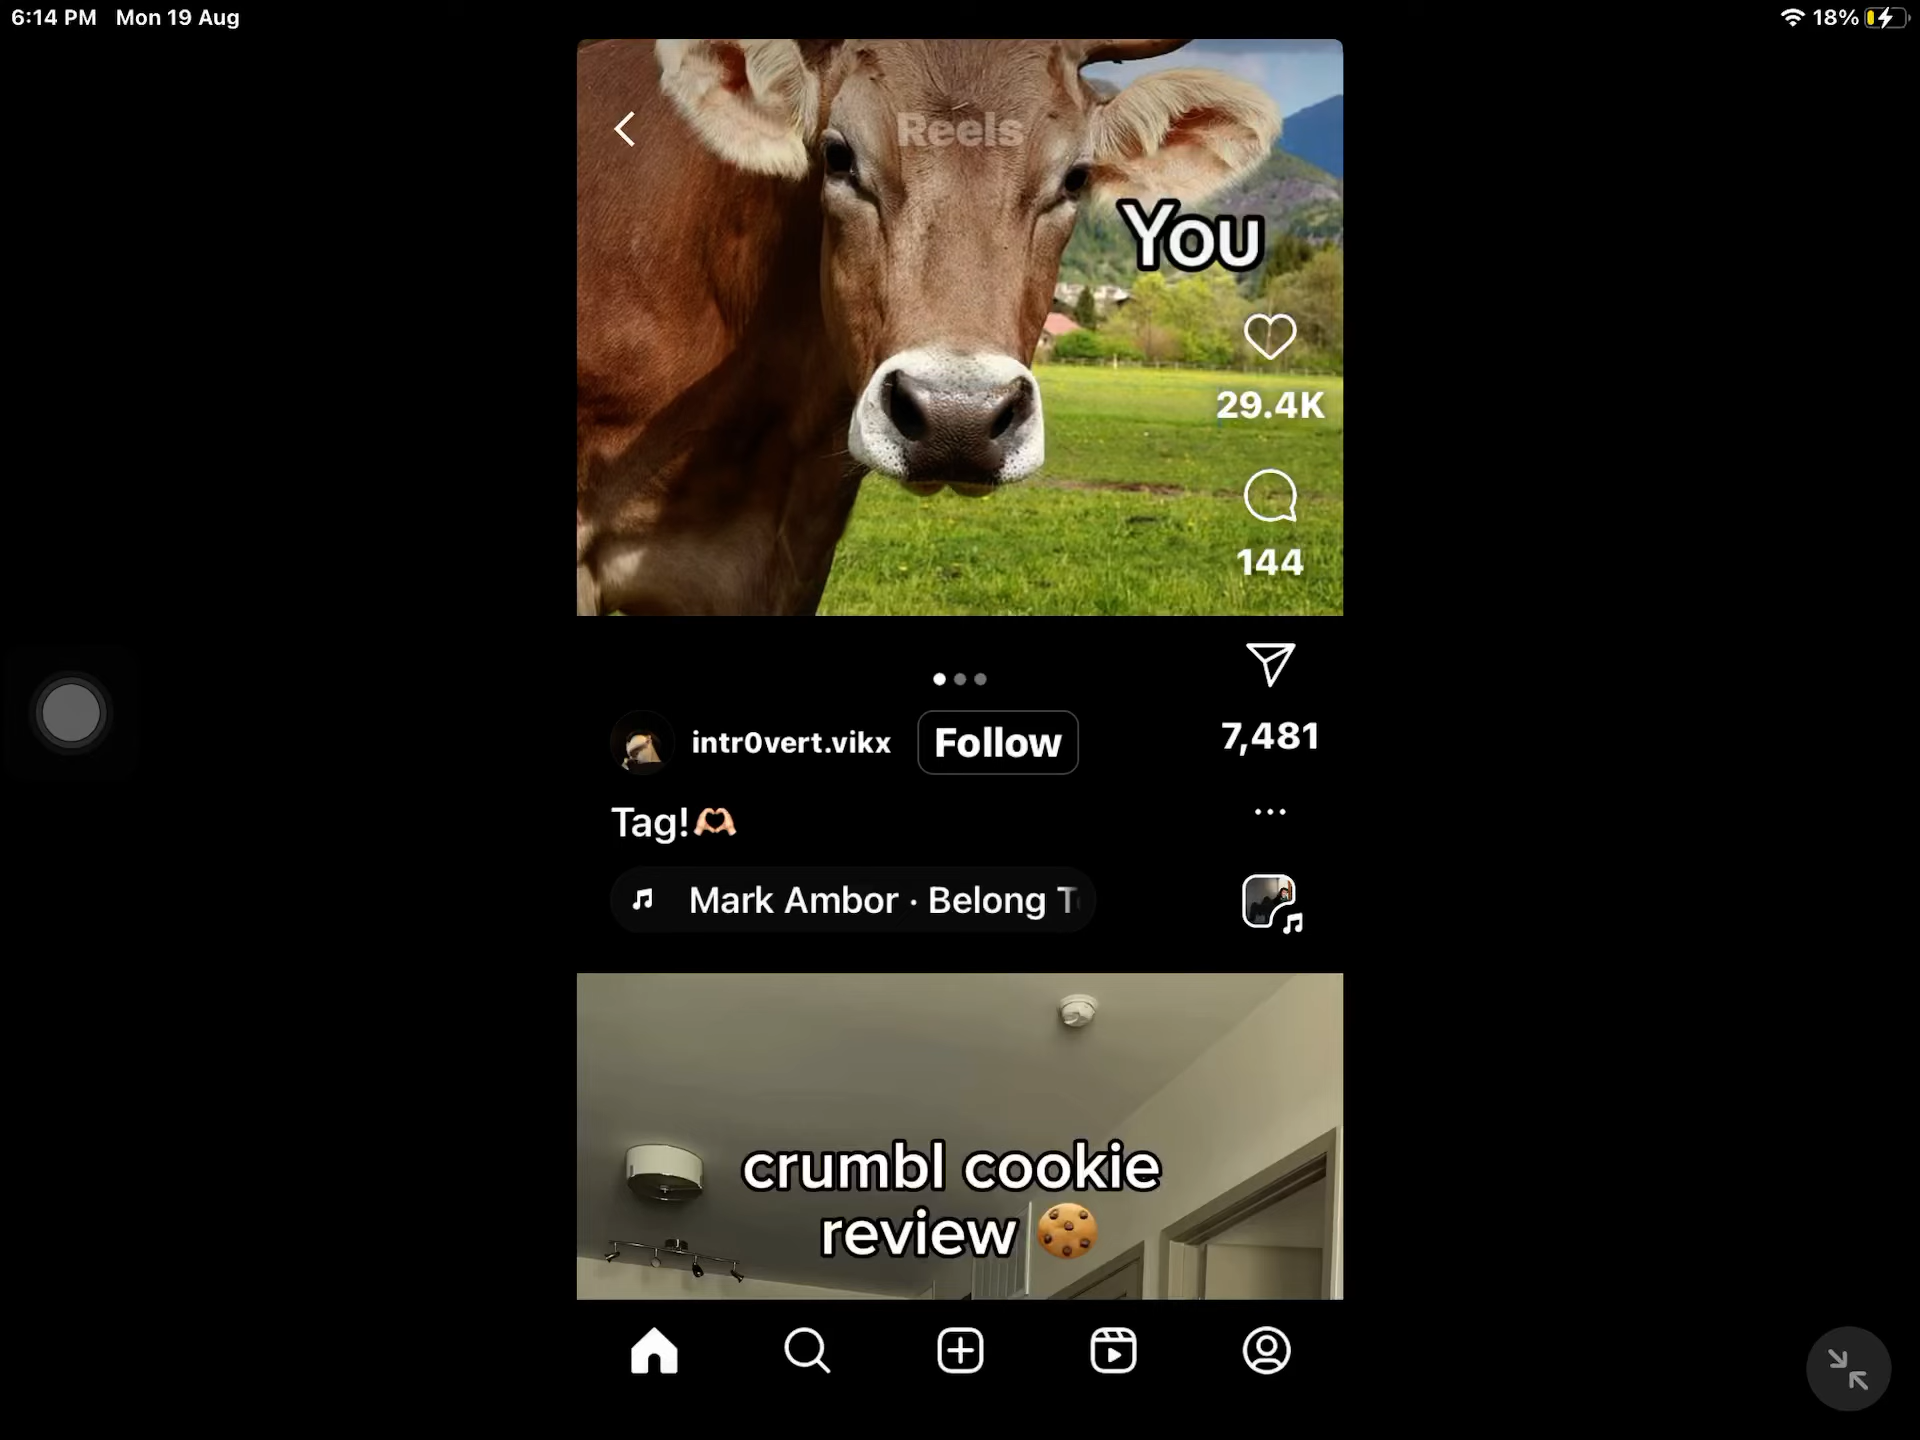 6:14 PM Mon 19 Aug
18%
Reels
You
29.4K
144
7,481
intr0vert.vikx
Follow
Tag!🫶🏻
Mark Ambor · Belong T
crumbl cookie
review 🍪